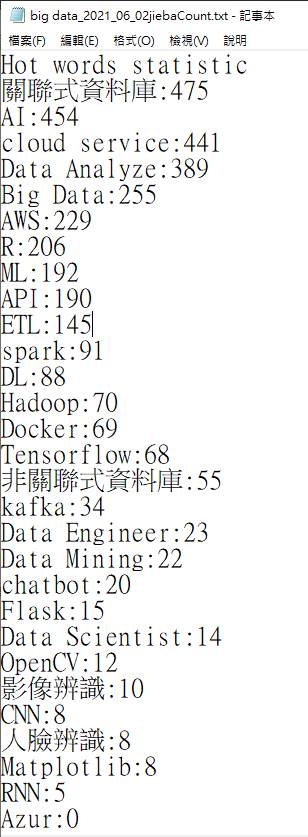 big data_2021_06_02jiebaCount.txt - 記事本
檔案(F) 編輯(E) 格式(O) 檢視(V) 說明
Hot words statistic
關聯式資料庫:475
AI:454
cloud service:441
Data Analyze:389
Big Data:255
AWS:229
R:206
ML:192
API:190
ETL:145
spark:91
DL:88
Hadoop:70
Docker:69
Tensorflow:68
非關聯式資料庫:55
kafka:34
Data Engineer:23
Data Mining:22
chatbot:20
Flask:15
Data Scientist:14
OpenCV:12
影像辨識:10
CNN:8
人臉辨識:8
Matplotlib:8
RNN:5
Azur:0